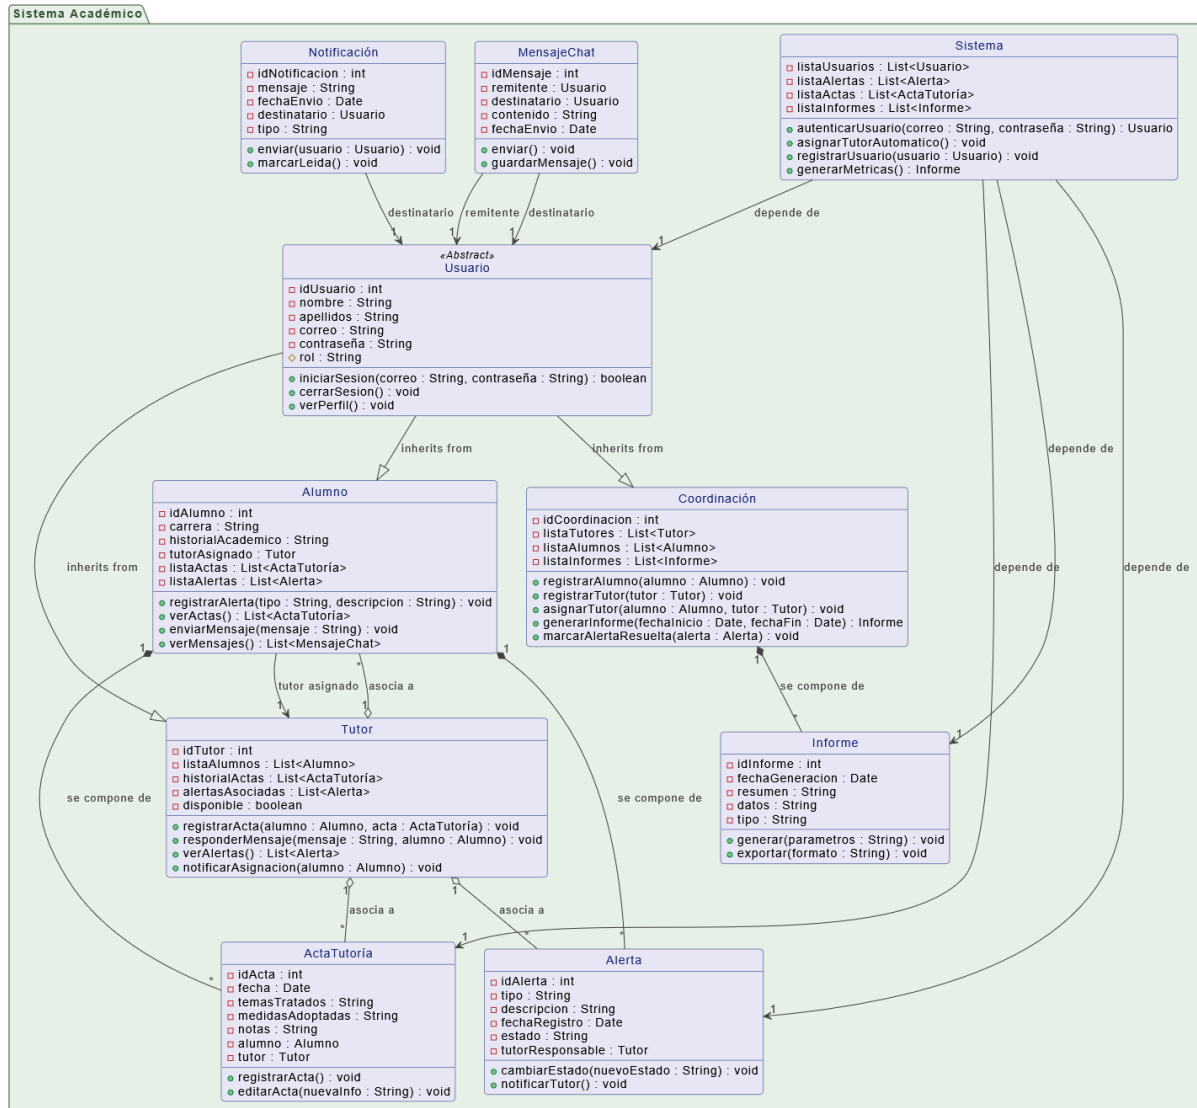 Sistema Académico
Notificación
idNotificacion : int
mensaje : String
fechaEnvio : Date
destinatario : Usuario
tipo : String
enviar(usuario : Usuario) : void
marcarLeida() : void
MensajeChat
idMensaje : int
remitente : Usuario
destinatario : Usuario
contenido : String
fechaEnvio : Date
enviar() : void
guardarMensaje() : void
Sistema
listaUsuarios : List<Usuario>
listaAlertas : List<Alerta>
listaActas : List<ActaTutoría>
listaInformes : List<Informe>
autenticarUsuario(correo : String, contraseña : String) : Usuario
asignarTutorAutomatico() : void
registrarUsuario(usuario : Usuario) : void
generarMetricas() : Informe
destinatario
remitente
destinatario
depende de
1
1
1
1
«Abstract»
Usuario
idUsuario : int
nombre : String
apellidos : String
correo : String
contraseña : String
rol : String
iniciarSesion(correo : String, contraseña : String) : boolean
cerrarSesion() : void
verPerfil() : void
inherits from
inherits from
depende de
Alumno
idAlumno : int
carrera : String
historialAcademico : String
tutorAsignado : Tutor
listaActas : List<ActaTutoría>
listaAlertas : List<Alerta>
registrarAlerta(tipo : String, descripcion : String) : void
verActas() : List<ActaTutoría>
enviarMensaje(mensaje : String) : void
verMensajes() : List<MensajeChat>
Coordinación
idCoordinacion : int
listaTutores : List<Tutor>
listaAlumnos : List<Alumno>
listaInformes : List<Informe>
registrarAlumno(alumno : Alumno) : void
registrarTutor(tutor : Tutor) : void
asignarTutor(alumno : Alumno, tutor : Tutor) : void
generarInforme(fechaInicio : Date, fechaFin : Date) : Informe
marcarAlertaResuelta(alerta : Alerta) : void
inherits from
depende de
depende de
1
1
*
1
tutor asignado
asocia a
se compone de
1
1
*
Tutor
idTutor : int
listaAlumnos : List<Alumno>
historialActas : List<ActaTutoría>
alertasAsociadas : List<Alerta>
disponible : boolean
registrarActa(alumno : Alumno, acta : ActaTutoría) : void
responderMensaje(mensaje : String, alumno : Alumno) : void
verAlertas() : List<Alerta>
notificarAsignacion(alumno : Alumno) : void
1
Informe
idInforme : int
fechaGeneracion : Date
resumen : String
datos : String
tipo : String
generar(parametros : String) : void
exportar(formato : String) : void
se compone de
se compone de
1
1
asocia a
asocia a
*
*
*
1
*
1
ActaTutoría
idActa : int
fecha : Date
temasTratados : String
medidasAdoptadas : String
notas : String
alumno : Alumno
tutor : Tutor
registrarActa() : void
editarActa(nuevaInfo : String) : void
Alerta
idAlerta : int
tipo : String
descripcion : String
fechaRegistro : Date
estado : String
tutorResponsable : Tutor
cambiarEstado(nuevoEstado : String) : void
notificarTutor() : void